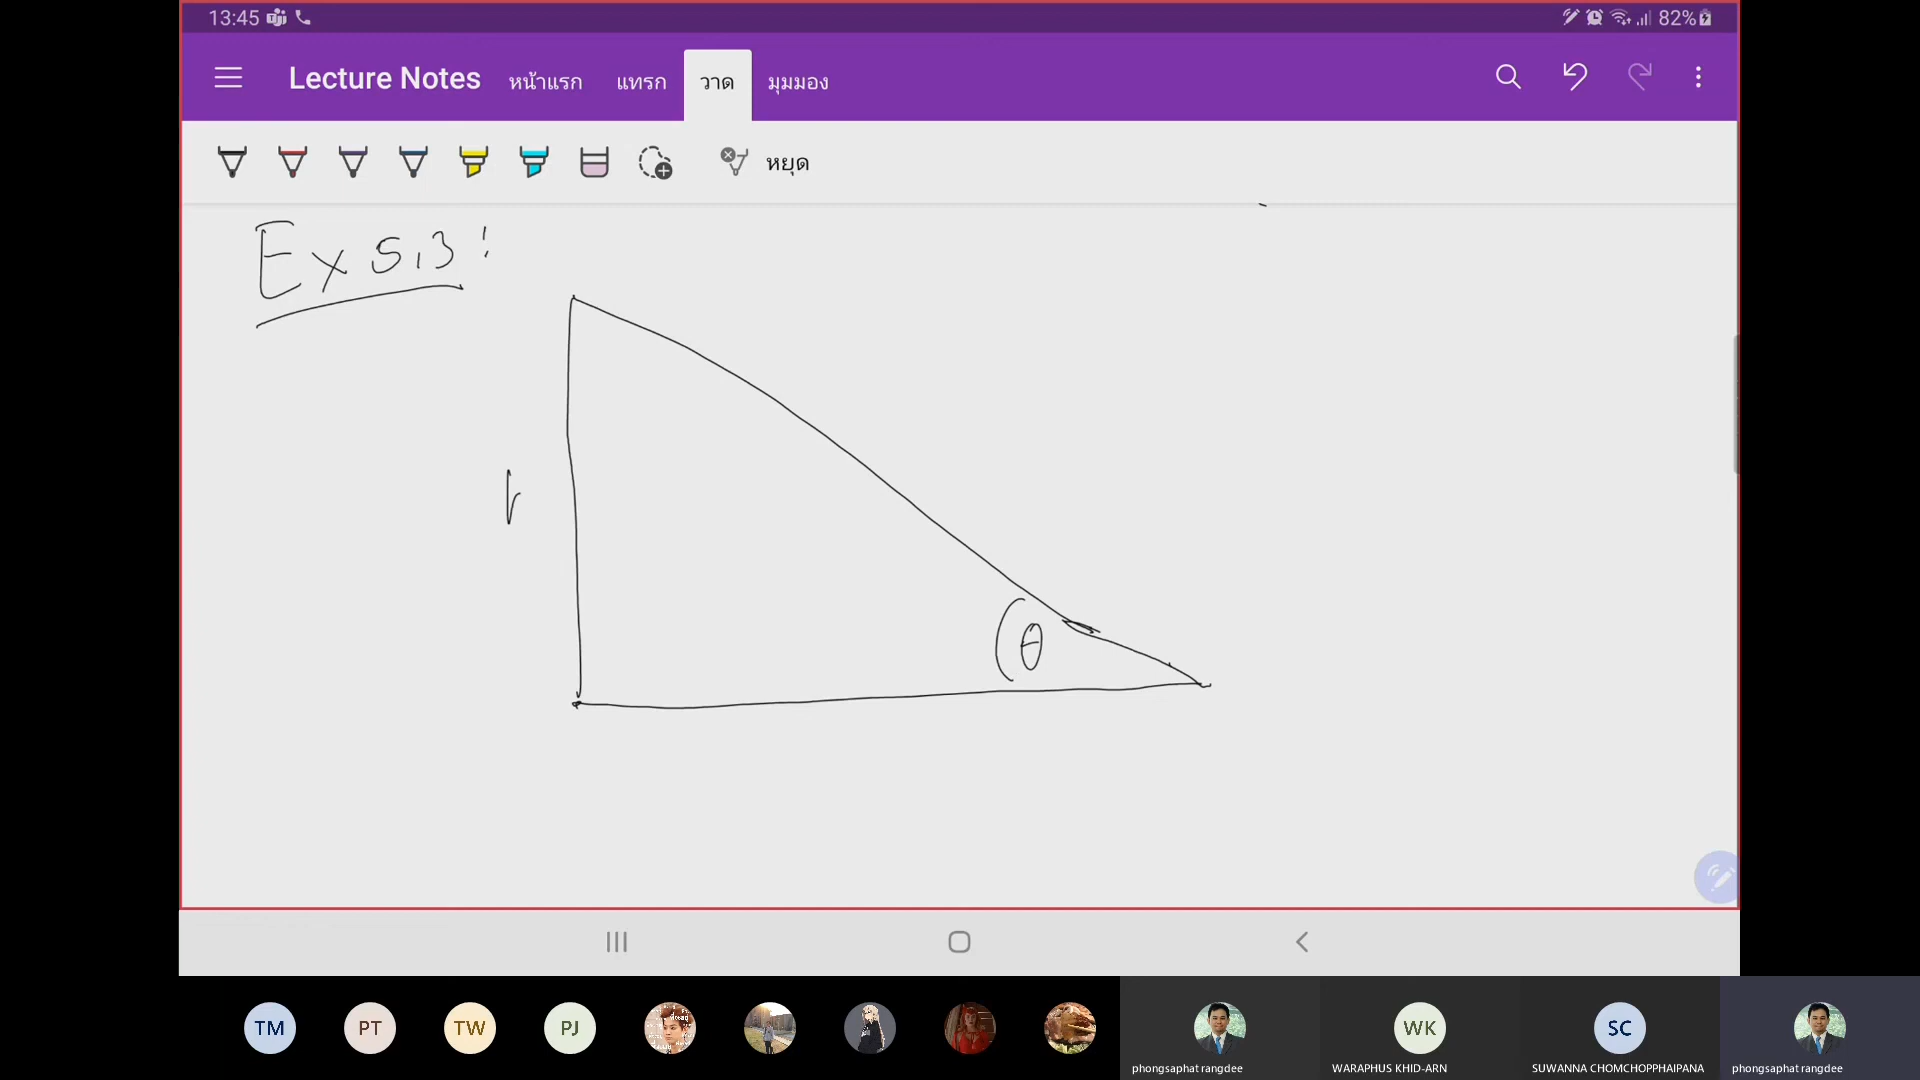 13:45
82%
Lecture Notes หน้าแรก แทรก วาด มุมมอง
หยุด
Ex 5.3 :
θ
TM PT TW PJ WK SC
phongsaphat rangdee WARAPHUS KHID-ARN SUWANNA CHOMCHOPPHAIPANA phongsaphat rangdee